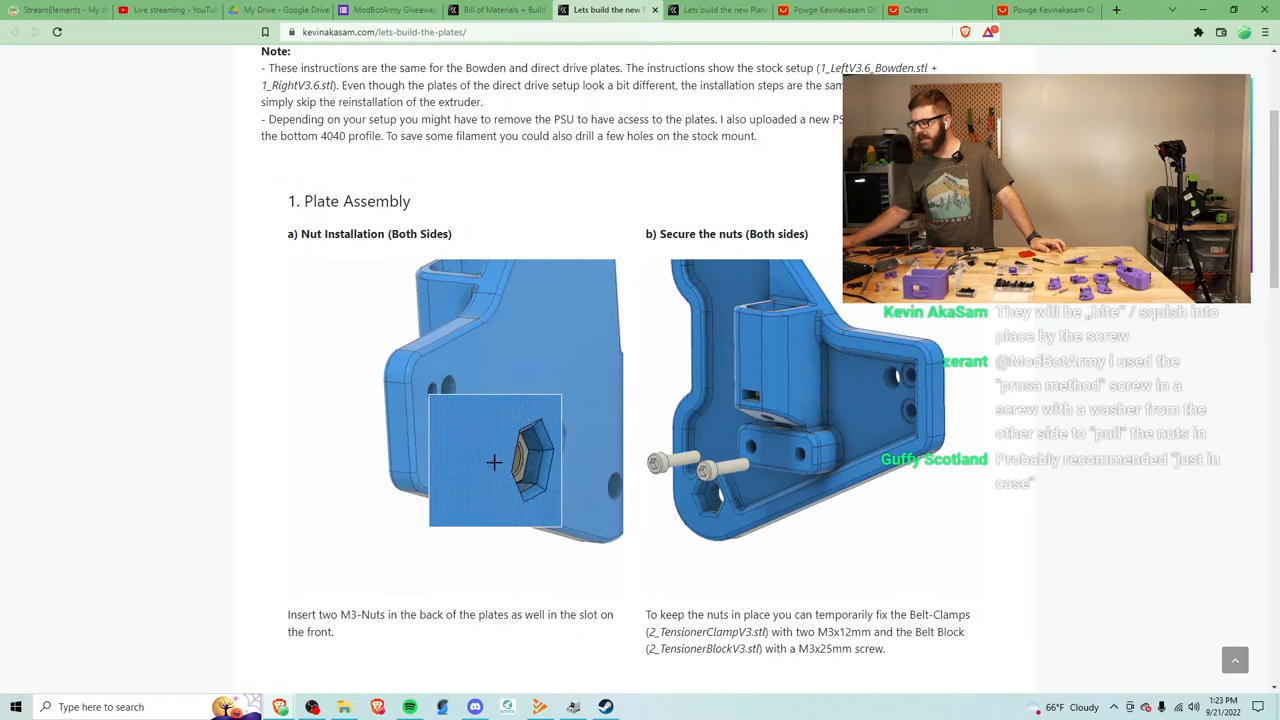 StreamElements - My da
StreamLabs
YouTube
My Drive - Google Drive
ModBotArmy Giveaway
Bill of Materials + Build
Lets build the new P
Lets build the new Plate
Powge Kevinakasam Gt2
Orders
Powge Kevinakasam Gt2
kevinakasam.com/lets-build-the-plates/
Note:
- These instructions are the same for the Bowden and direct drive plates. The instructions show the stock setup (1_LeftV3.6_Bowden.stl +
1_RightV3.6.stl). Even though the plates of the direct drive setup look a bit different, the installation steps are the sam
simply skip the reinstallation of the extruder.
- Depending on your setup you might have to remove the PSU to have acsess to the plates. I also uploaded a new PS
the bottom 4040 profile. To save some filament you could also drill a few holes on the stock mount.
1. Plate Assembly
a) Nut Installation (Both Sides)
b) Secure the nuts (Both sides)
Kevin AkaSam They will be „bite" / squish into
place by the screw
zerant @ModBotArmy i used the
"prusa method" screw in a
screw with a washer from the
other side to "pull" the nuts in
Guffy Scotland Probably recommended "just in
case"
Insert two M3-Nuts in the back of the plates as well in the slot on
the front.
To keep the nuts in place you can temporarily fix the Belt-Clamps
(2_TensionerClampV3.stl) with two M3x12mm and the Belt Block
(2_TensionerBlockV3.stl) with a M3x25mm screw.
Type here to search
66°F Cloudy
1:23 PM
9/21/2022